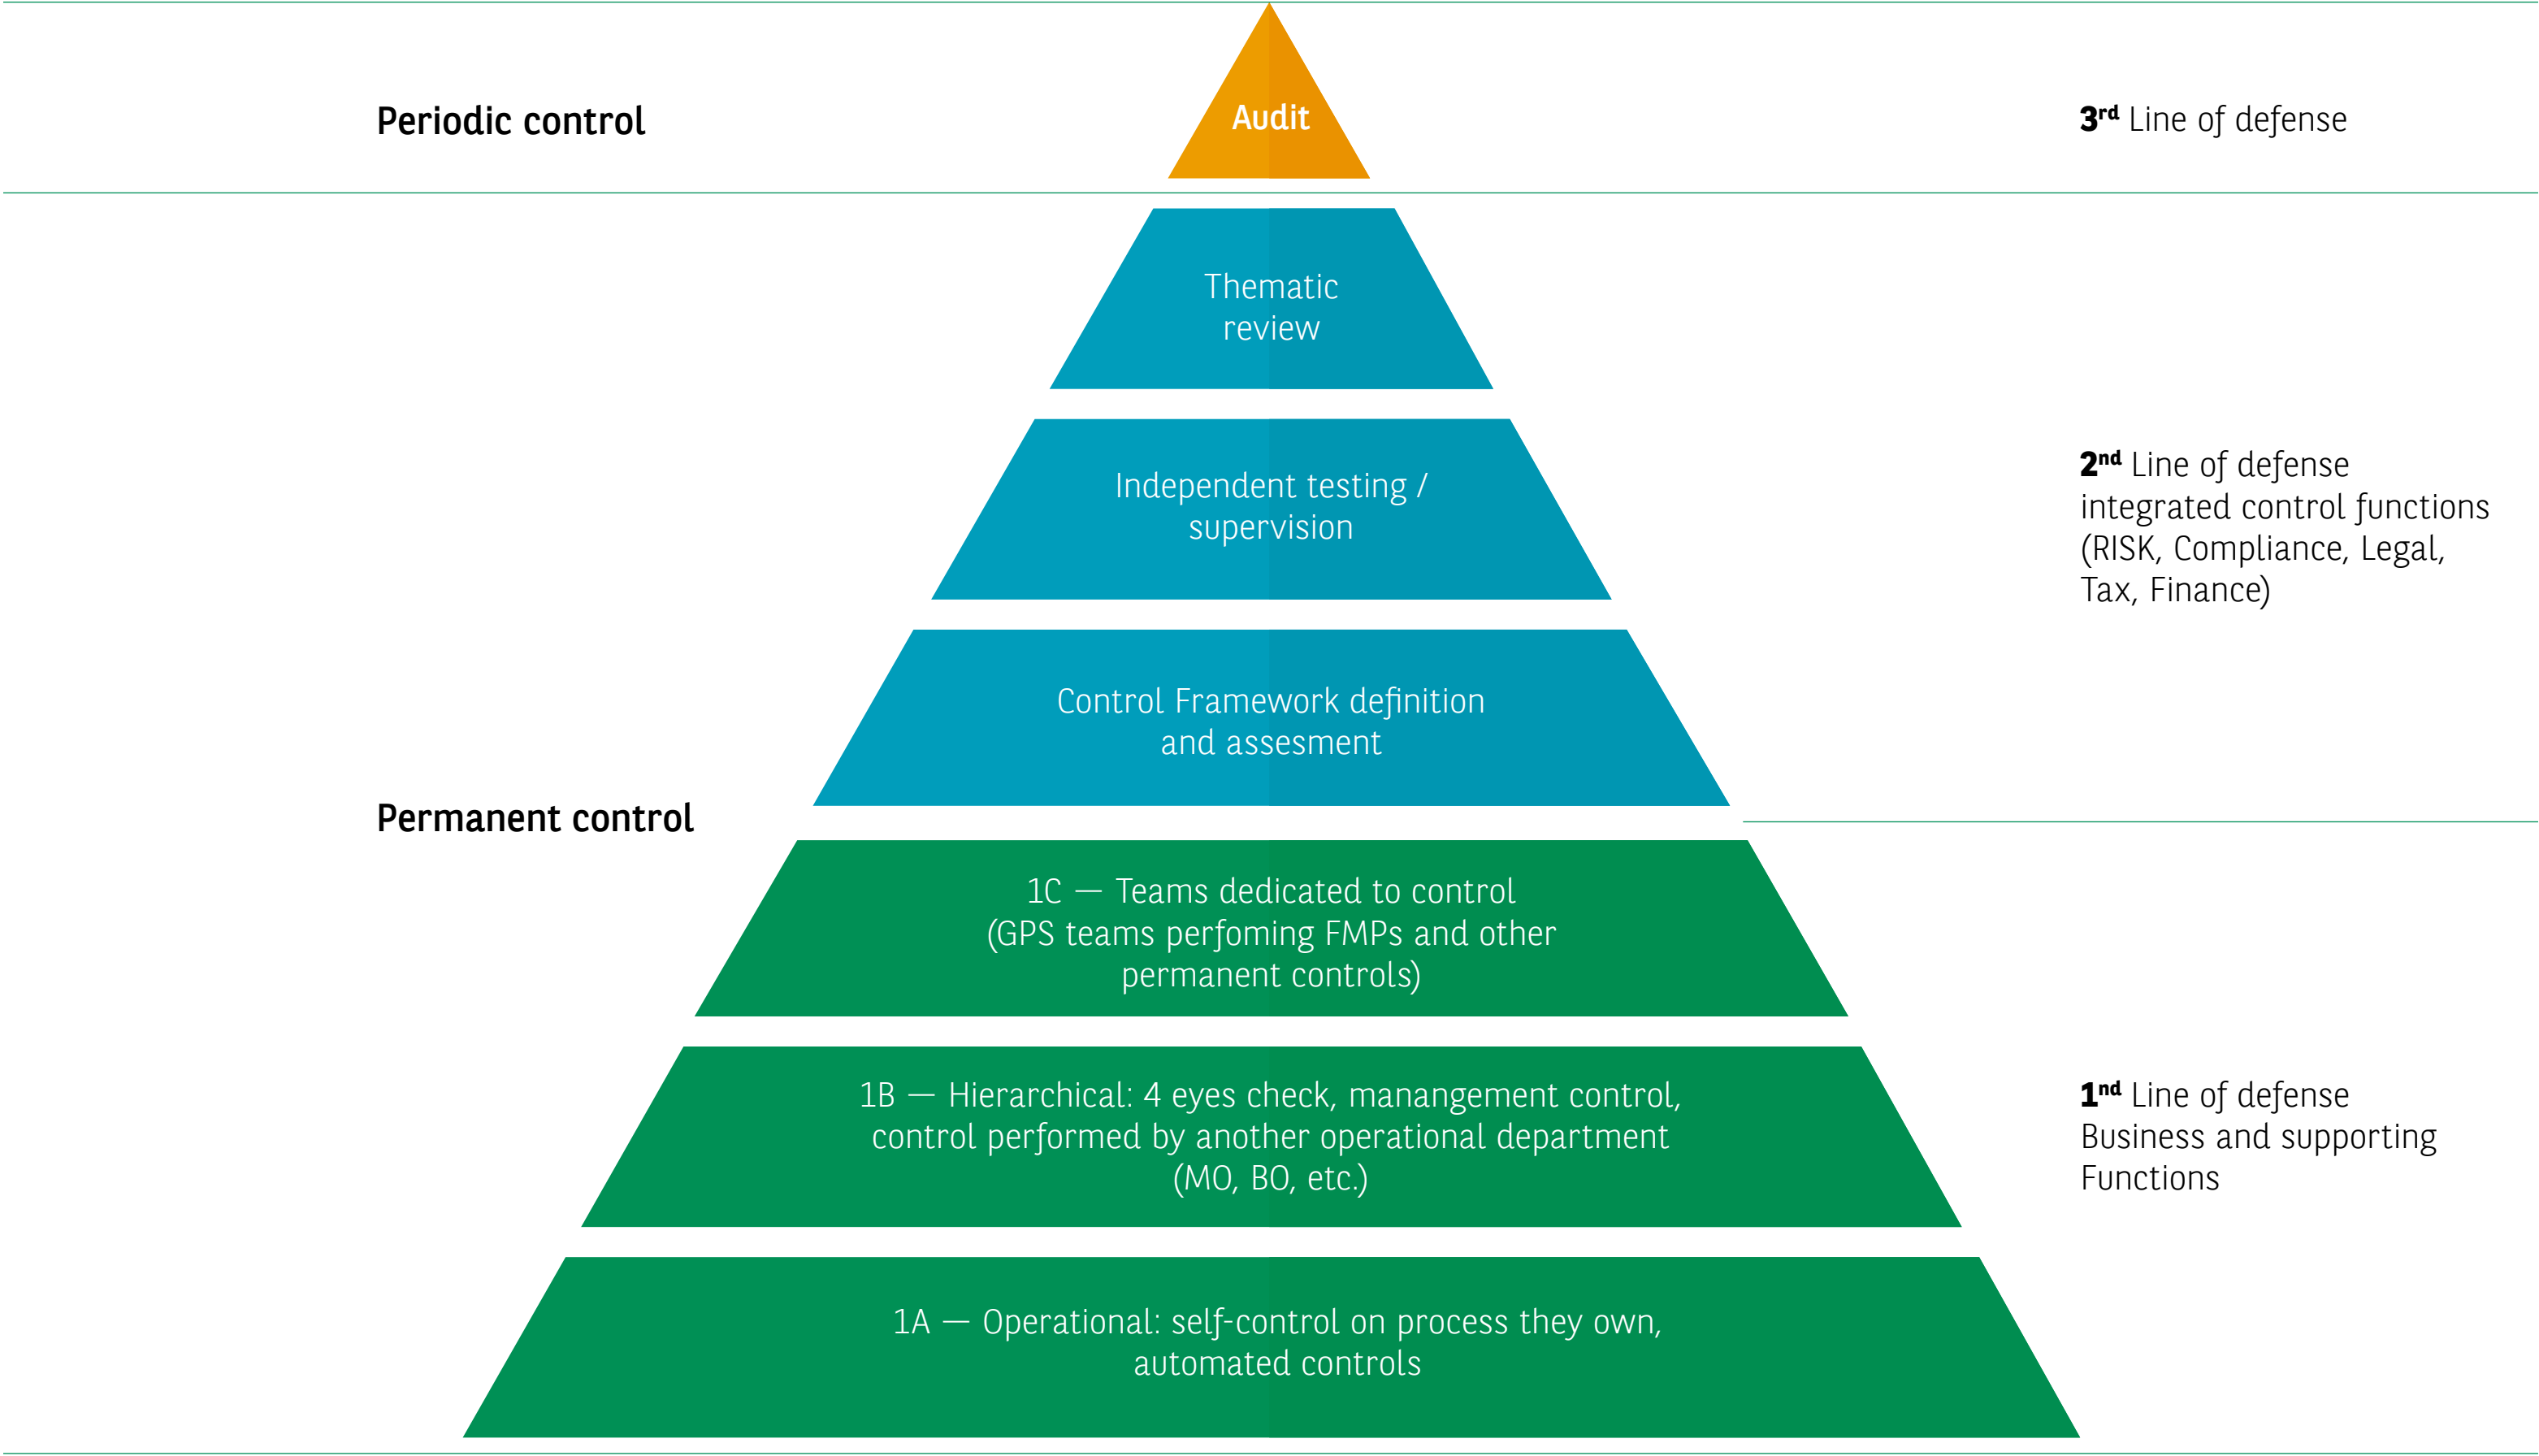 Periodic control
Audit
3rd Line of defense
Thematic
review
Independent testing /
supervision
2nd Line of defense
integrated control functions
(RISK, Compliance, Legal,
Tax, Finance)
Control Framework definition
and assesment
Permanent control
1C — Teams dedicated to control
(GPS teams perfoming FMPs and other
permanent controls)
1B — Hierarchical: 4 eyes check, manangement control,
control performed by another operational department
(MO, BO, etc.)
1nd Line of defense
Business and supporting
Functions
1A — Operational: self-control on process they own,
automated controls